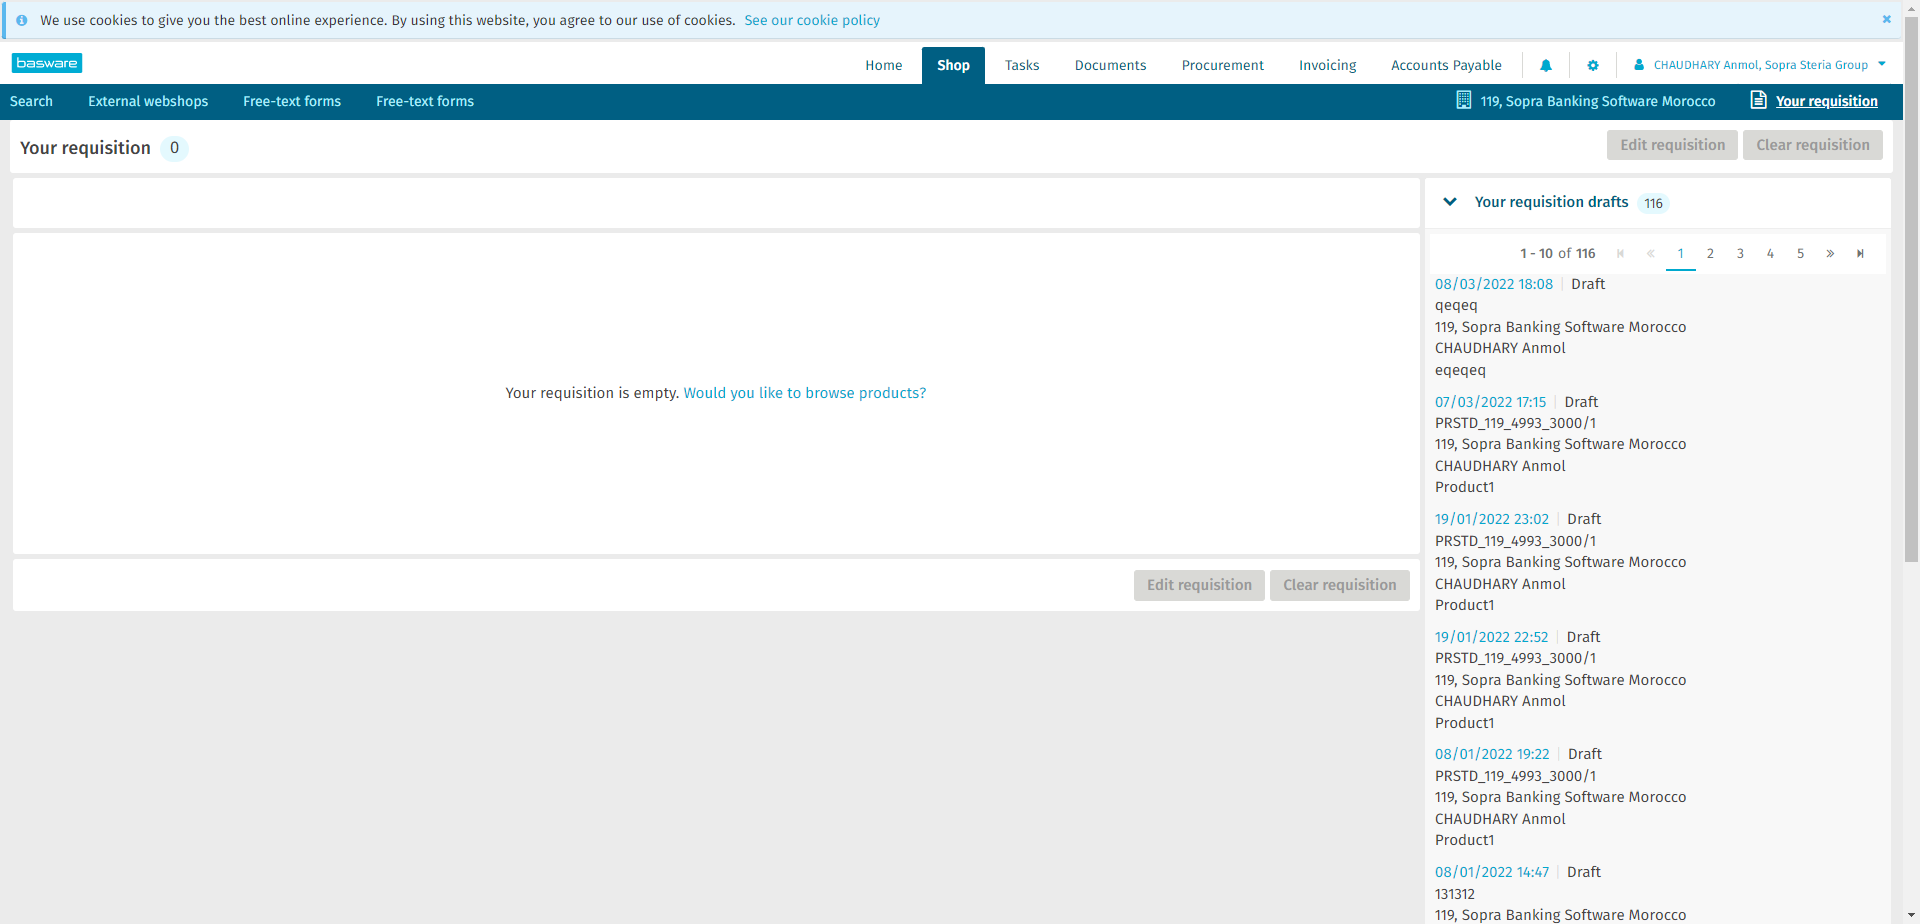 We use cookies to give you the best online experience. By using this website, you agree to our use of cookies. See our cookie policy
basware
Home Shop Tasks Documents Procurement Invoicing Accounts Payable CHAUDHARY Anmol, Sopra Steria Group
Search External webshops Free-text forms Free-text forms 119, Sopra Banking Software Morocco Your requisition
Your requisition 0 Edit requisition Clear requisition
Your requisition drafts 116
1 - 10 of 116 1 2 3 4 5
Your requisition is empty. Would you like to browse products?
Edit requisition Clear requisition
08/03/2022 18:08 Draft
qeqeq
119, Sopra Banking Software Morocco
CHAUDHARY Anmol
eqeqeq
07/03/2022 17:15 Draft
PRSTD_119_4993_3000/1
119, Sopra Banking Software Morocco
CHAUDHARY Anmol
Product1
19/01/2022 23:02 Draft
PRSTD_119_4993_3000/1
119, Sopra Banking Software Morocco
CHAUDHARY Anmol
Product1
19/01/2022 22:52 Draft
PRSTD_119_4993_3000/1
119, Sopra Banking Software Morocco
CHAUDHARY Anmol
Product1
08/01/2022 19:22 Draft
PRSTD_119_4993_3000/1
119, Sopra Banking Software Morocco
CHAUDHARY Anmol
Product1
08/01/2022 14:47 Draft
131312
119, Sopra Banking Software Morocco